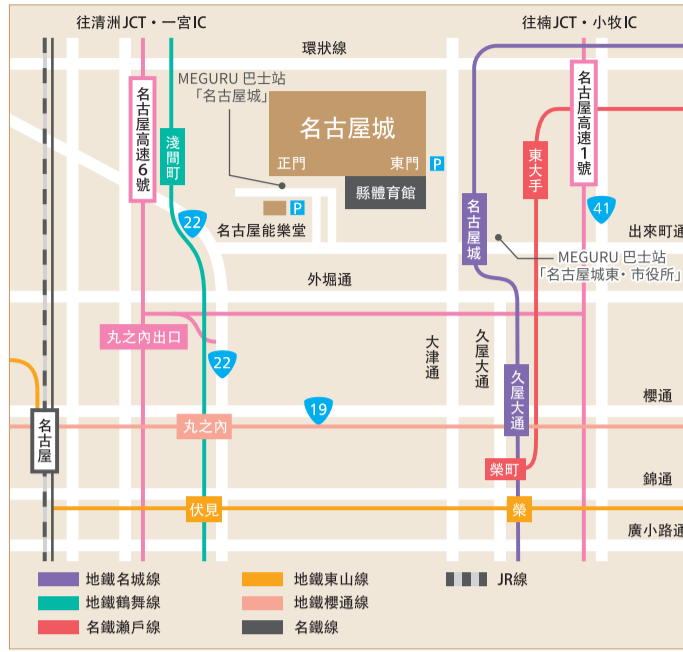 往清洲JCT・一宮IC
往楠JCT・小牧IC
環狀線
MEGURU 巴士站
「名古屋城」
名古屋高速6號
淺間町
名古屋城
正門
東門
P
縣體育館
P
名古屋能樂堂
22
名古屋高速1號
東大手
41
名古屋城
出來町通
MEGURU 巴士站
「名古屋城東・市役所」
外堀通
丸之內出口
22
大津通
久屋大通
久屋大通
櫻通
19
名古屋
丸之內
榮町
錦通
伏見
榮
廣小路通
地鐵名城線
地鐵東山線
JR線
地鐵鶴舞線
地鐵櫻通線
名鐵瀨戶線
名鐵線